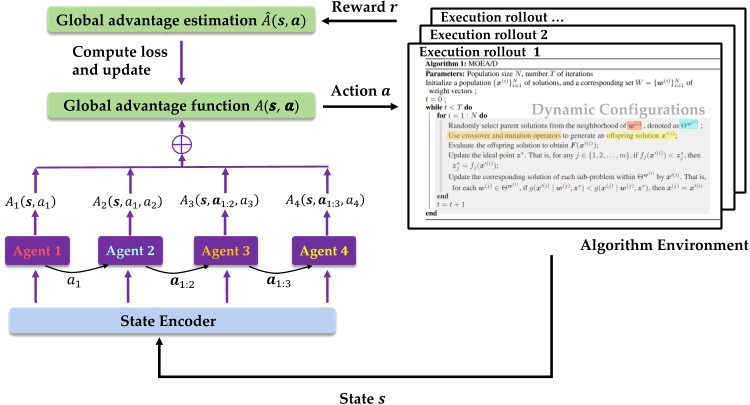 Global advantage estimation Â(s, a)
Reward r
Execution rollout …
Execution rollout 2
Execution rollout 1
Compute loss
and update
Global advantage function A(s, a)
Action a
Algorithm 1: MOEA/D
Parameters: Population size N, number T of iterations
Initialize a population {x^(i)}_{i=1}^N of solutions, and a corresponding set W = {w^(i)}_{i=1}^N of
weight vectors ;
t = 0 ;
while t < T do
Dynamic Configurations
for i = 1 : N do
Randomly select parent solutions from the neighborhood of w^(i) , denoted as Θ^{w^(i)} ;
Use crossover and mutation operators to generate an offspring solution x'^(i);
Evaluate the offspring solution to obtain F(x'^(i));
Update the ideal point z*. That is, for any j ∈ {1, 2, . . . , m}, if f_j(x'^(i)) < z*_j, then
z*_j = f_j(x'^(i));
Update the corresponding solution of each sub-problem within Θ^{w^(i)} by x'^(i). That is,
for each w^(j) ∈ Θ^{w^(i)}, if g(x'^(i) | w^(j), z*) < g(x^(j) | w^(j), z*), then x^(j) = x'^(i)
end
t = t + 1
end
Algorithm Environment
A₁(s, a₁)
A₂(s, a₁, a₂)
A₃(s, a₁:₂, a₃)
A₄(s, a₁:₃, a₄)
Agent 1
Agent 2
Agent 3
Agent 4
a₁
a₁:₂
a₁:₃
State Encoder
State s